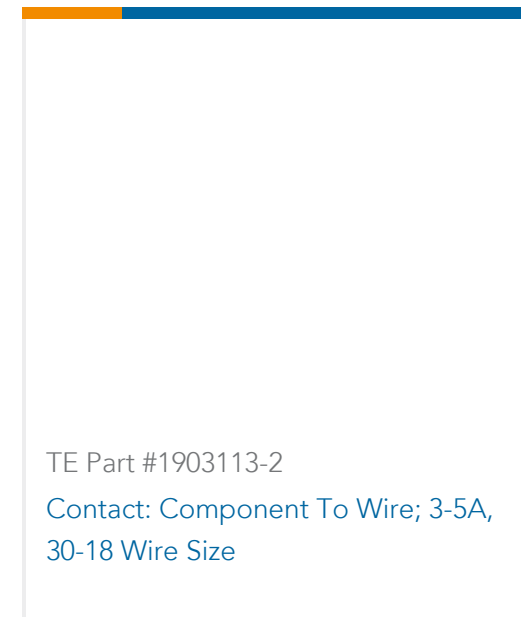 TE Part #1903113-2
Contact: Component To Wire; 3-5A,
30-18 Wire Size